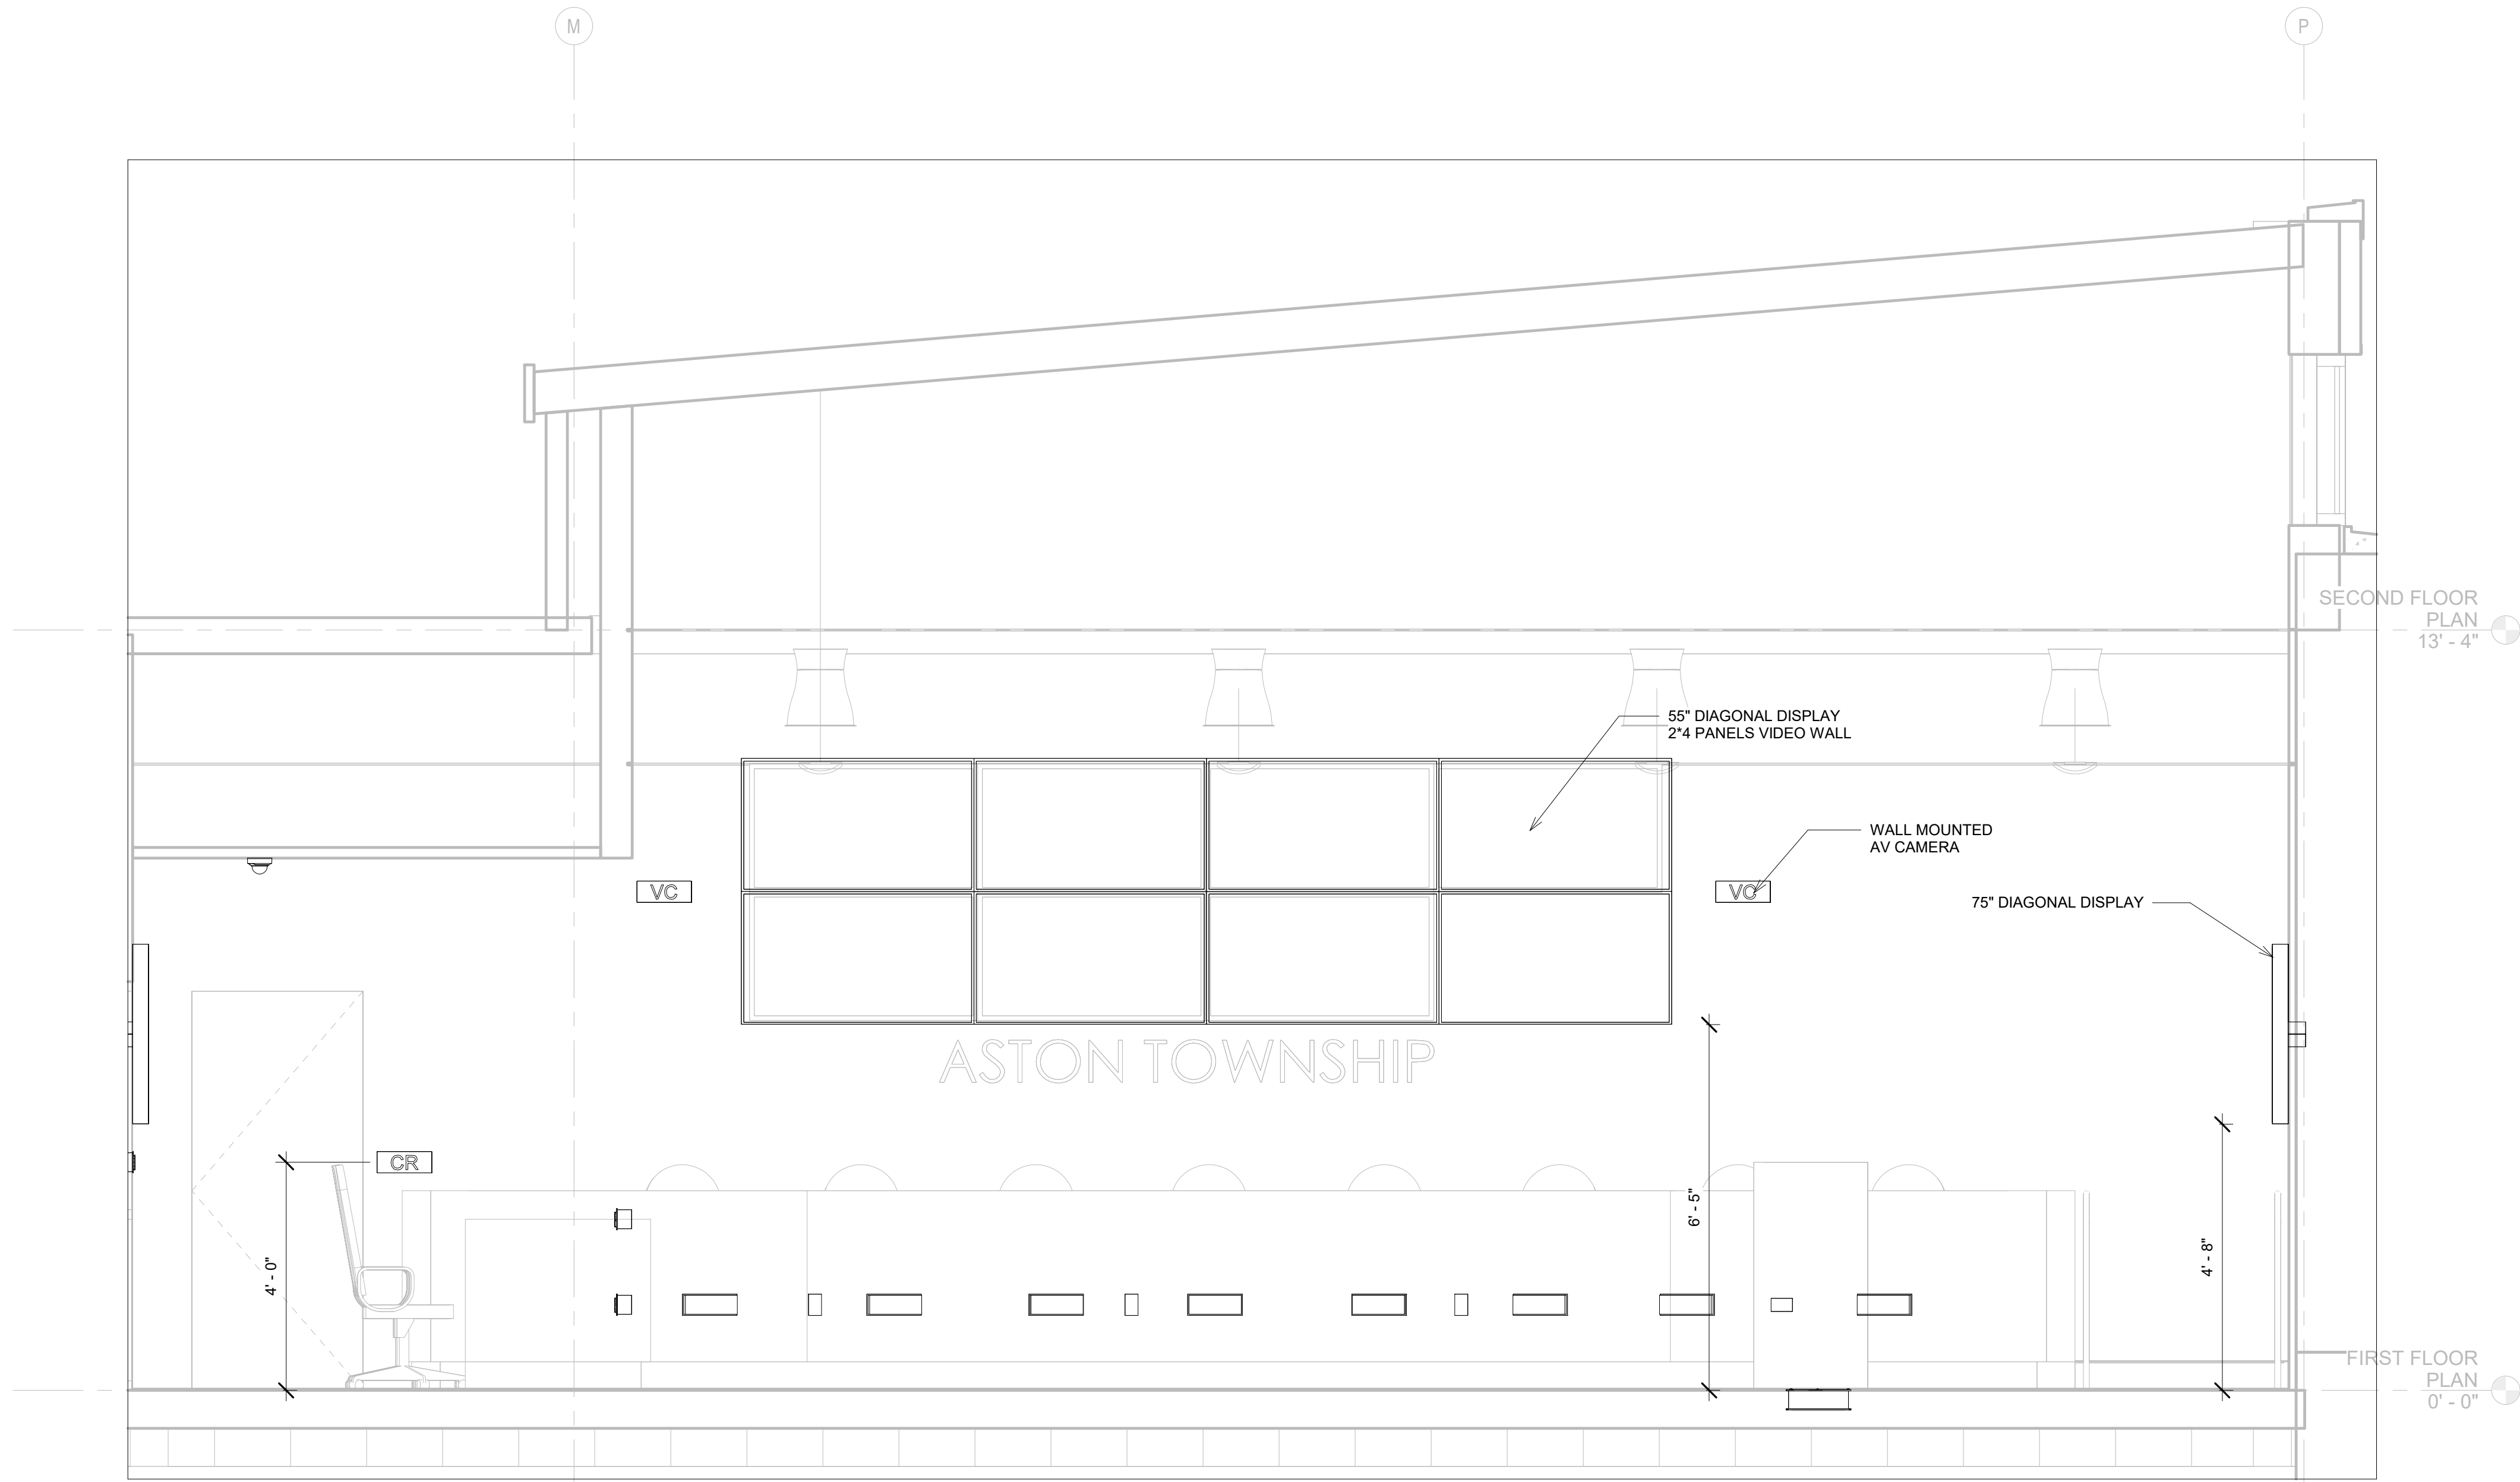 M
P
SECOND FLOOR
PLAN
13' - 4"
55" DIAGONAL DISPLAY
2*4 PANELS VIDEO WALL
WALL MOUNTED
AV CAMERA
VC
VC
75" DIAGONAL DISPLAY
ASTON TOWNSHIP
CR
4' - 0"
6' - 5"
4' - 8"
FIRST FLOOR
PLAN
0' - 0"